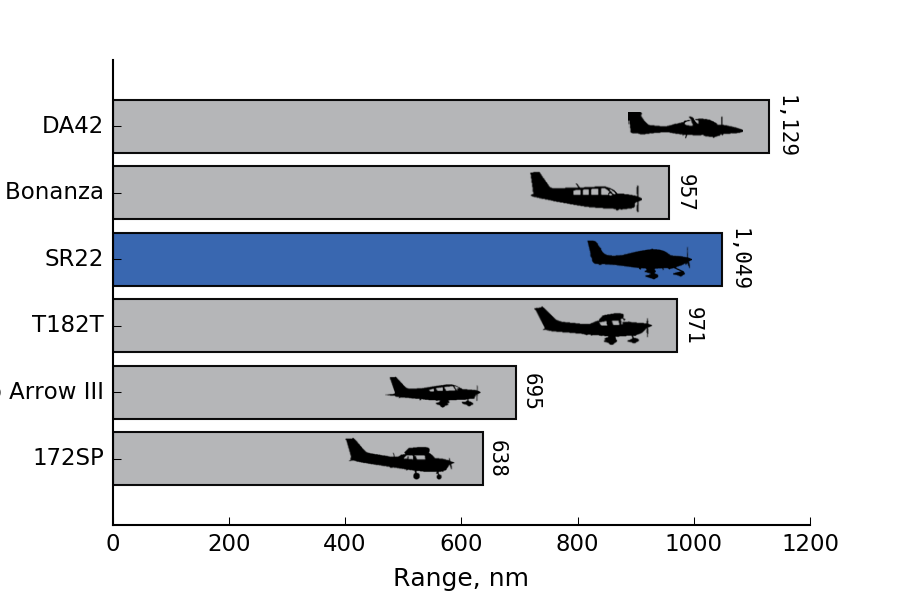 DA42
1,129
Bonanza
957
SR22
1,049
T182T
971
Arrow III
695
172SP
638
0 200 400 600 800 1000 1200
Range, nm